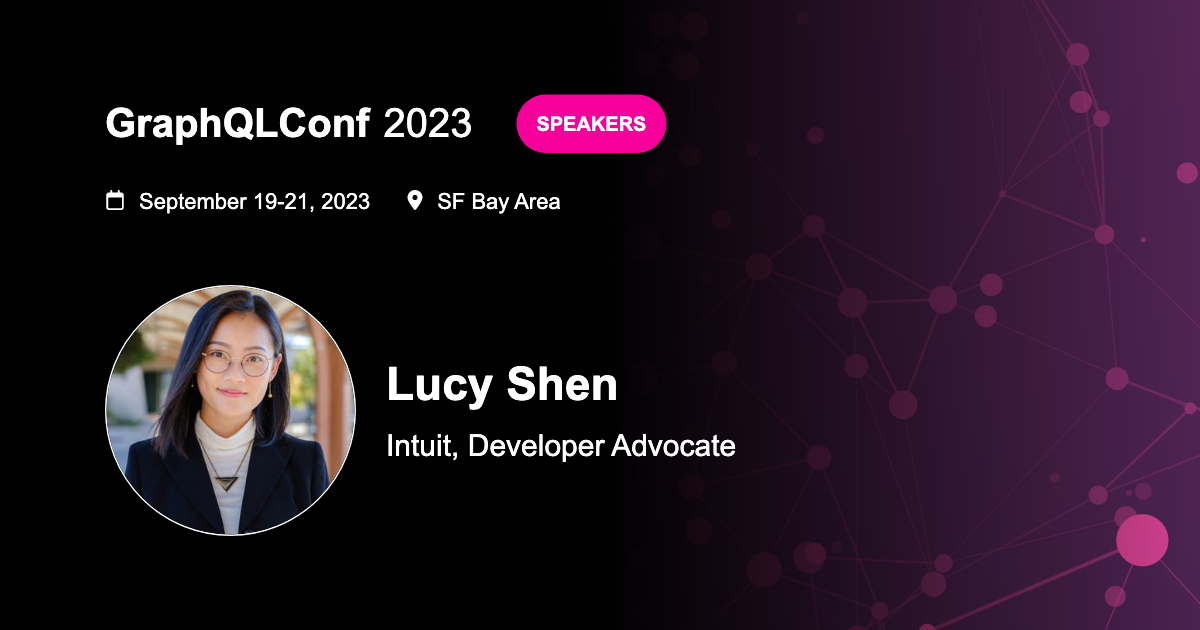 GraphQLConf 2023
SPEAKERS
September 19-21, 2023
SF Bay Area
Lucy Shen
Intuit, Developer Advocate